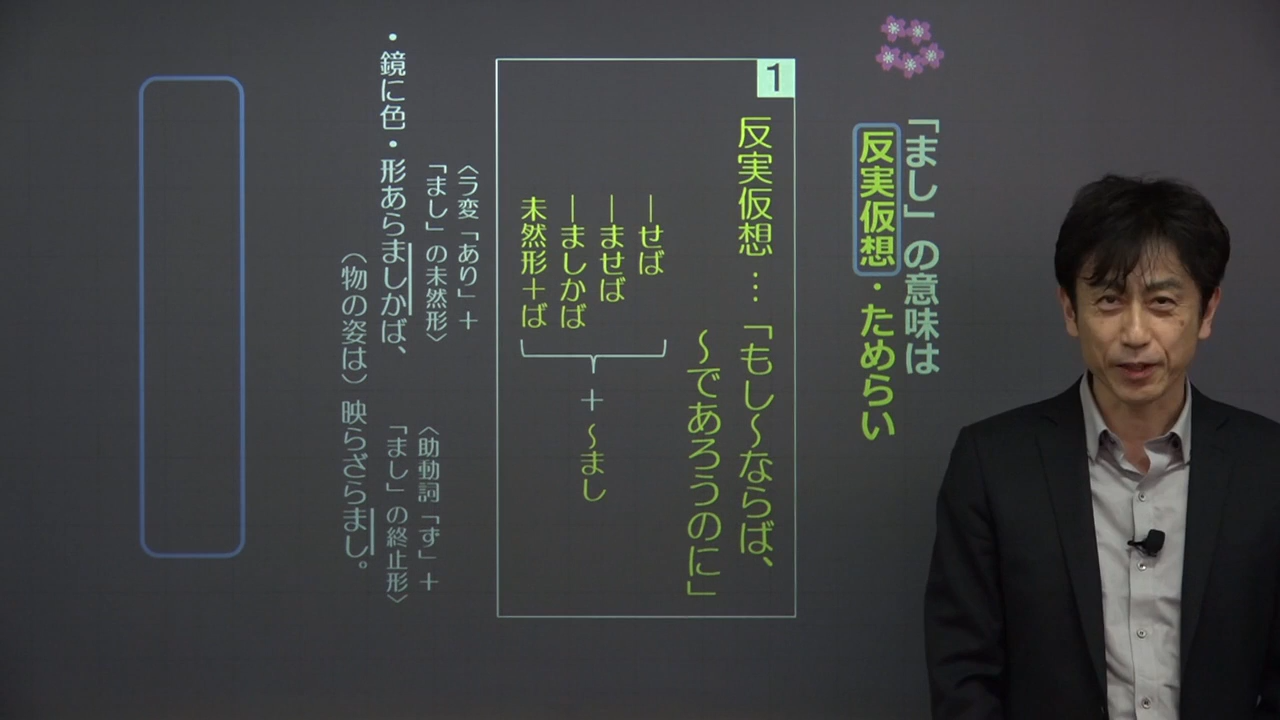 「まし」の意味は
反実仮想・ためらい
1
反実仮想…「もし〜ならば、
〜であろうのに」
―せば
―ませば
―ましかば
未然形＋ば
＋〜まし
〈ラ変「あり」＋
「まし」の未然形〉
・鏡に色・形あらましかば、
〈助動詞「ず」＋
「まし」の終止形〉
（物の姿は）映らざらまし。